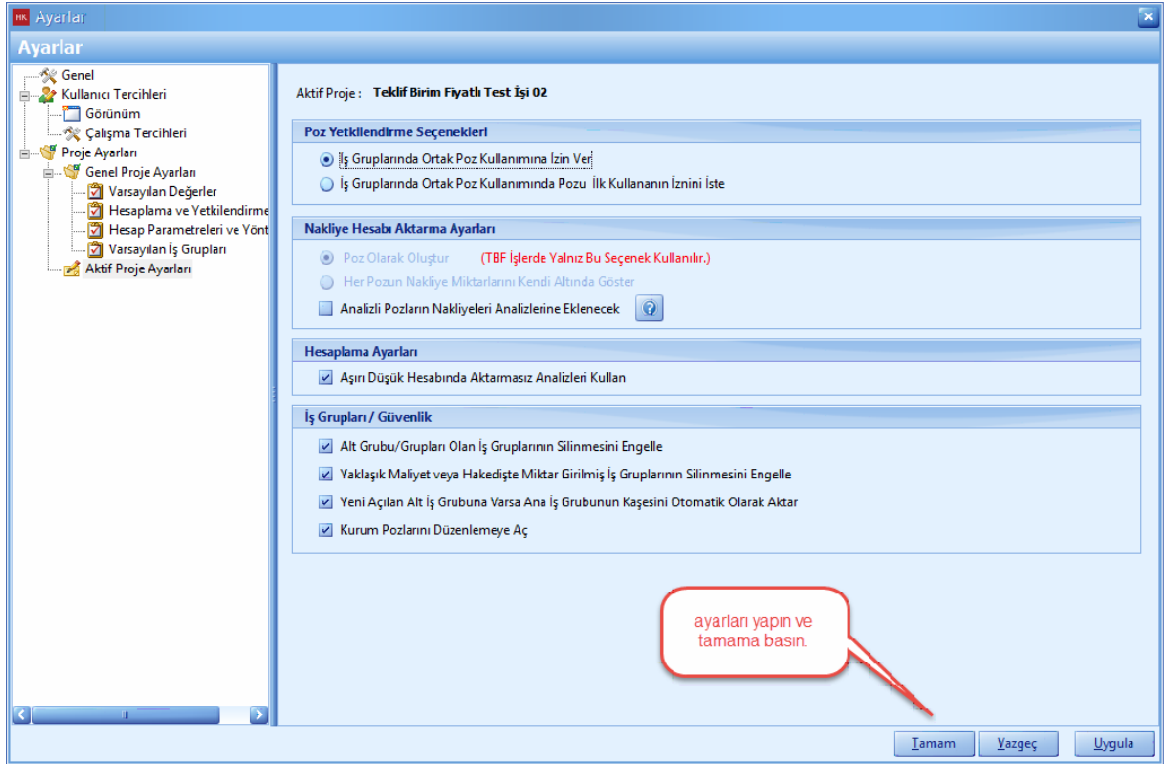 HK Ayarlar
Ayarlar
Genel
Kullanıcı Tercihleri
Görünüm
Çalışma Tercihleri
Proje Ayarları
Genel Proje Ayarları
Varsayılan Değerler
Hesaplama ve Yetkilendirme
Hesap Parametreleri ve Yönt
Varsayılan İş Grupları
Aktif Proje Ayarları
Aktif Proje : Teklif Birim Fiyatlı Test İşi 02
Poz Yetkilendirme Seçenekleri
İş Gruplarında Ortak Poz Kullanımına İzin Ver
İş Gruplarında Ortak Poz Kullanımında Pozu İlk Kullananın İznini İste
Nakliye Hesabı Aktarma Ayarları
Poz Olarak Oluştur (TBF İşlerde Yalnız Bu Seçenek Kullanılır.)
Her Pozun Nakliye Miktarlarını Kendi Altında Göster
Analizli Pozların Nakliyeleri Analizlerine Eklenecek
Hesaplama Ayarları
Aşırı Düşük Hesabında Aktarmasız Analizleri Kullan
İş Grupları / Güvenlik
Alt Grubu/Grupları Olan İş Gruplarının Silinmesini Engelle
Yaklaşık Maliyet veya Hakedişte Miktar Girilmiş İş Gruplarının Silinmesini Engelle
Yeni Açılan Alt İş Grubuna Varsa Ana İş Grubunun Kaşesini Otomatik Olarak Aktar
Kurum Pozlarını Düzenlemeye Aç
ayarları yapın ve
tamama basın.
Tamam Vazgeç Uygula